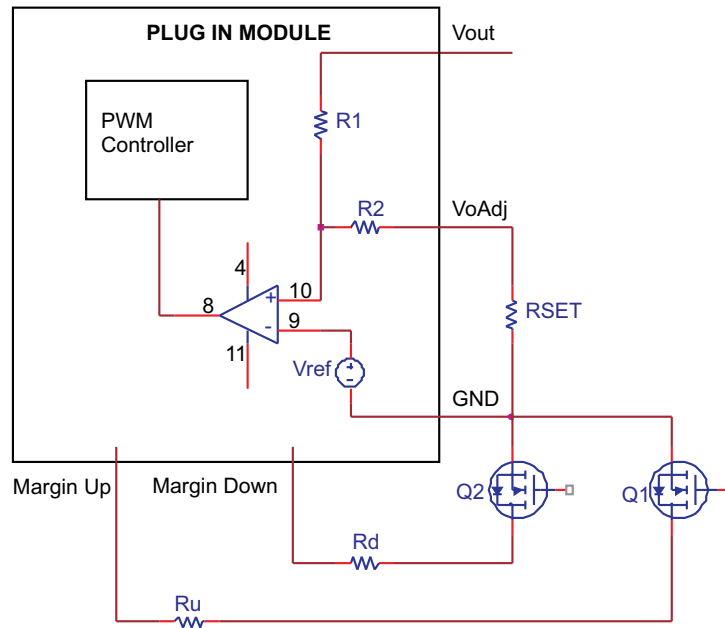 PLUG IN MODULE
Vout
PWM
Controller
R1
R2
VoAdj
4
+
10
8
-
9
RSET
11
Vref
+
-
GND
Margin Up
Margin Down
Q2
Q1
Rd
Ru